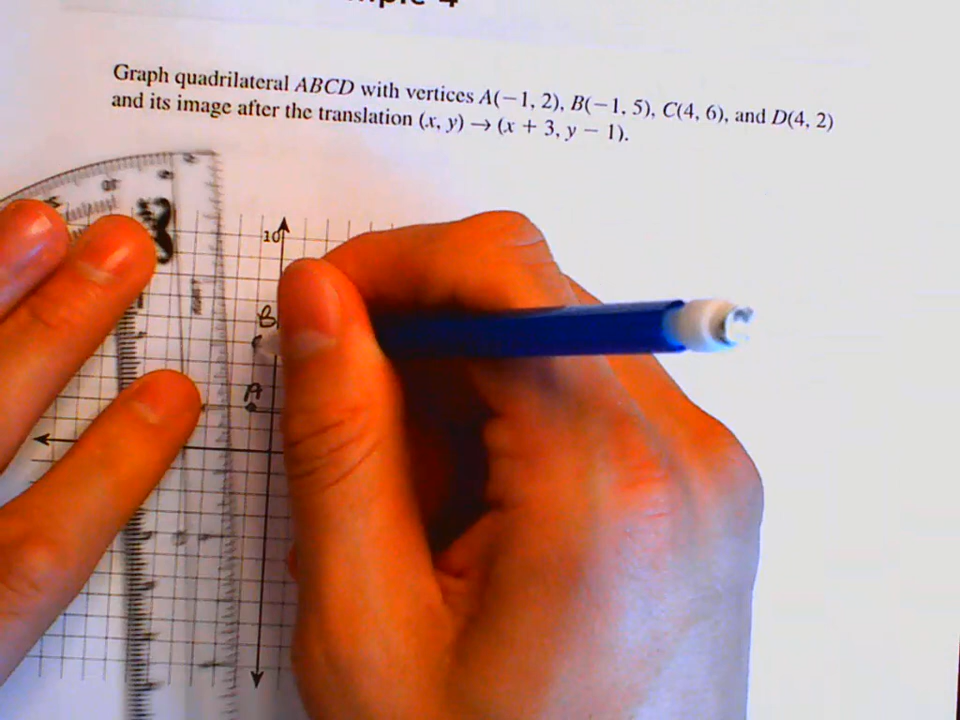 Graph quadrilateral ABCD with vertices A(−1, 2), B(−1, 5), C(4, 6), and D(4, 2)
and its image after the translation (x, y) → (x + 3, y − 1).
10
B
A